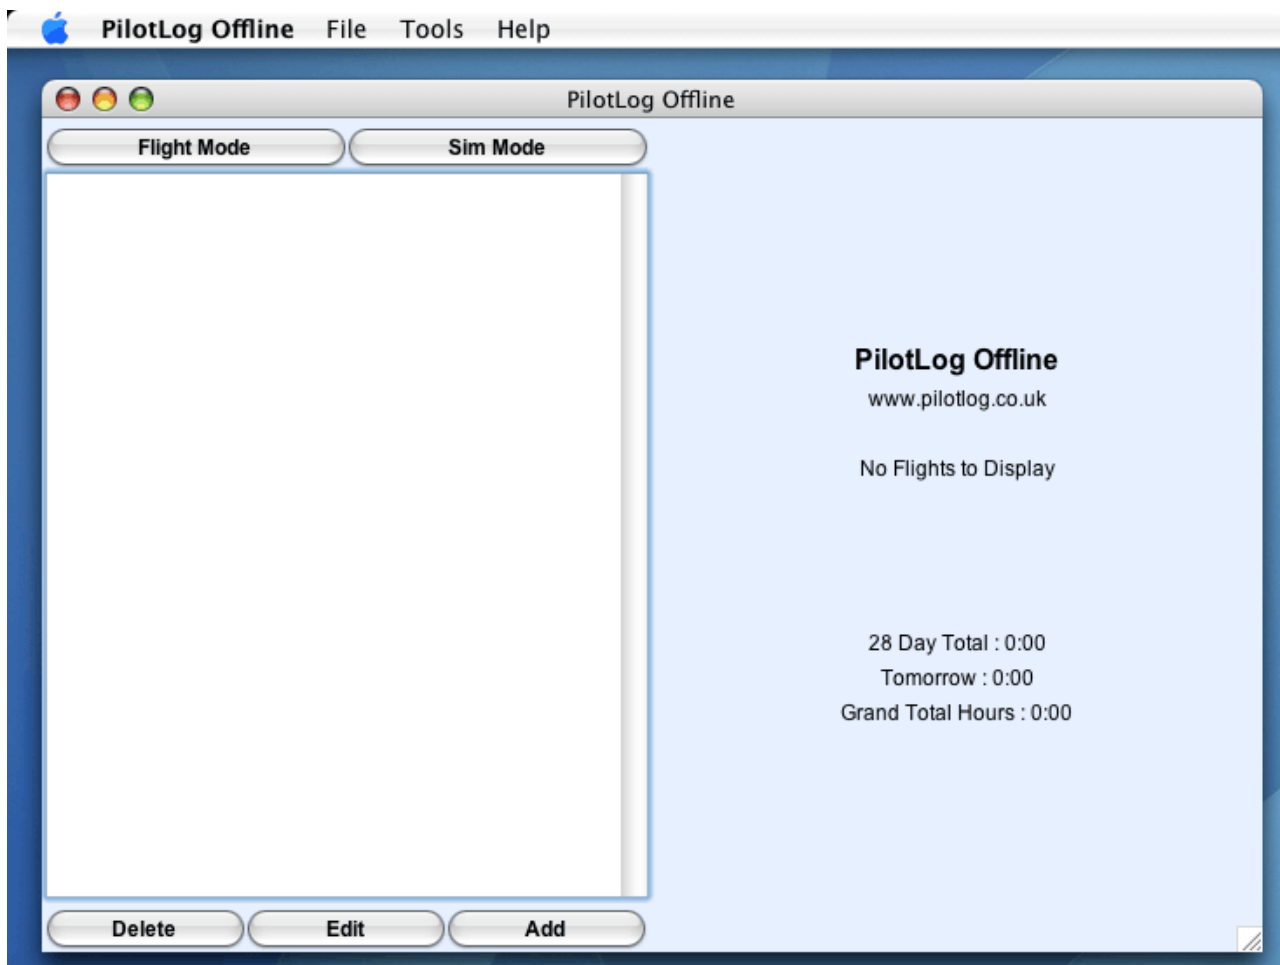 PilotLog Offline File Tools Help
PilotLog Offline
Flight Mode Sim Mode
PilotLog Offline
www.pilotlog.co.uk
No Flights to Display
28 Day Total : 0:00
Tomorrow : 0:00
Grand Total Hours : 0:00
Delete Edit Add